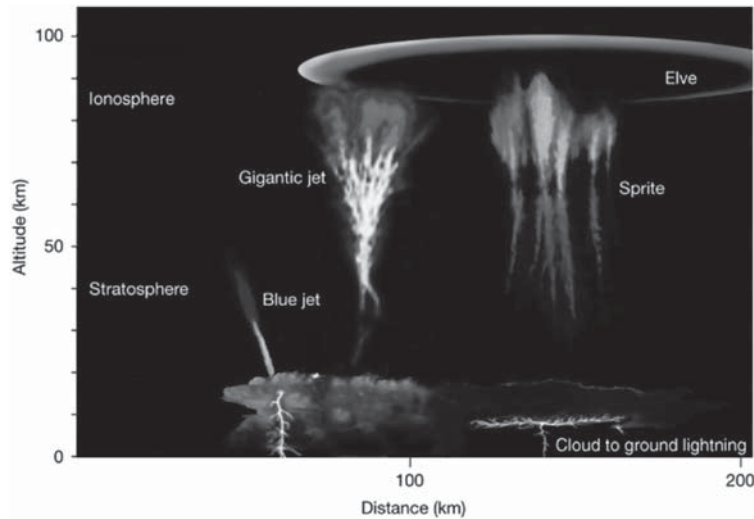 100
Elve
Ionosphere
Gigantic jet
Sprite
50
Stratosphere
Blue jet
0
Cloud to ground lightning
100
200
Distance (km)
Altitude (km)